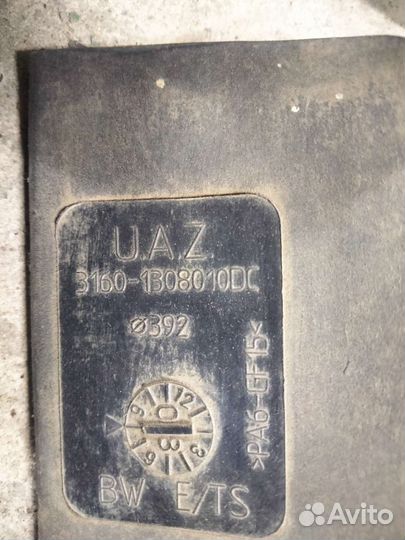 U.A.Z
3160-1308010DC
ø392
>PA6-GF15<
BW E/TS
Avito